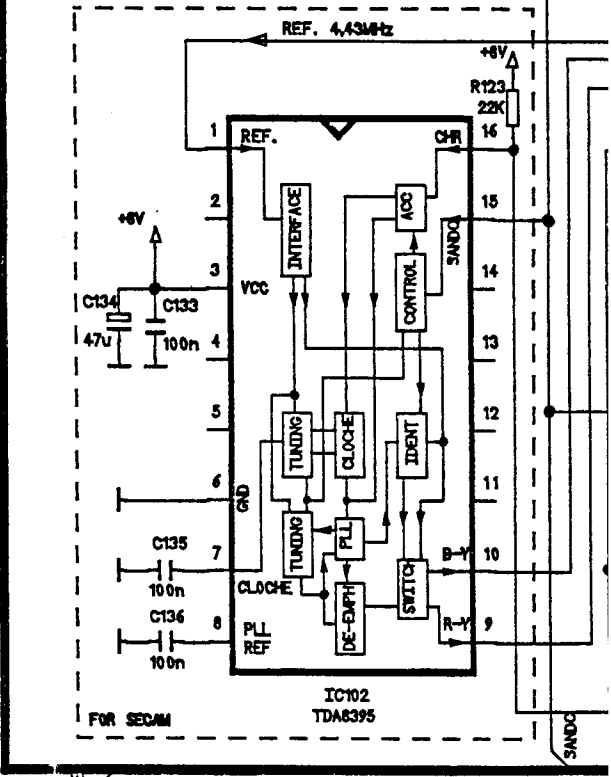 REF. 4,43MHz
+8V
R123
22K
1
REF.
CHR
16
2
INTERFACE
ACC
15
SANDC
+8V
3
VCC
CONTROL
14
C134
C133
47u
100n
4
13
5
12
TUNING
CLOCHE
IDENT
6
GND
11
TUNING
PLL
C135
7
B-Y
10
100n
CLOCHE
SWITCH
C136
8
PLL
REF
DE-EMPH
R-Y
9
100n
IC102
TDA8395
FOR SECAM
SANDC